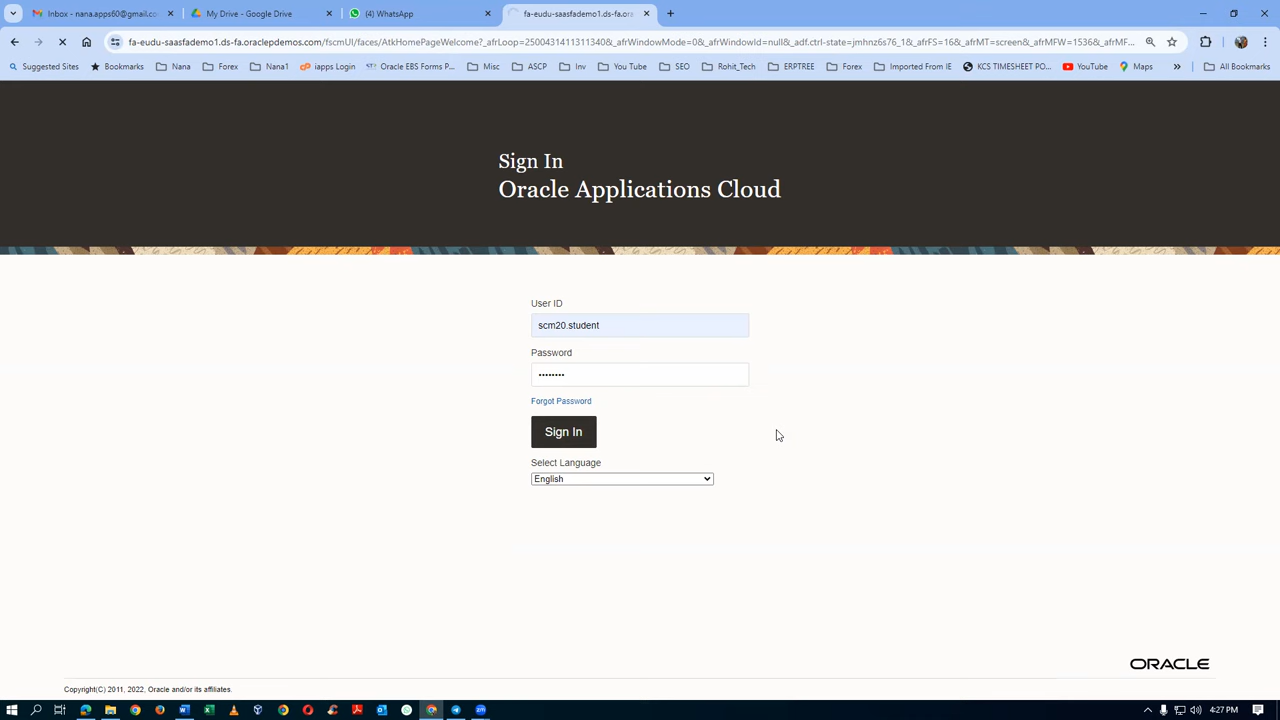 Inbox - nana.apps60@gmail.co
My Drive - Google Drive
(4) WhatsApp
fa-eudu-saasfademo1.ds-fa.orac
fa-eudu-saasfademo1.ds-fa.oraclepdemos.com/fscmUI/faces/AtkHomePageWelcome?_afrLoop=2500431411311340&_afrWindowMode=0&_afrWindowId=null&_adf.ctrl-state=jmhnz6s76_1&_afrFS=16&_afrMT=screen&_afrMFW=1536&_afrMF...
Suggested Sites Bookmarks Nana Forex Nana1 iapps Login Oracle EBS Forms P... Misc ASCP Inv You Tube SEO Rohit_Tech ERPTREE Forex Imported From IE KCS TIMESHEET PO... YouTube Maps » All Bookmarks
Sign In
Oracle Applications Cloud
User ID
scm20.student
Password
••••••••
Forgot Password
Sign In
Select Language
English
ORACLE
Copyright(C) 2011, 2022, Oracle and/or its affiliates.
4:27 PM